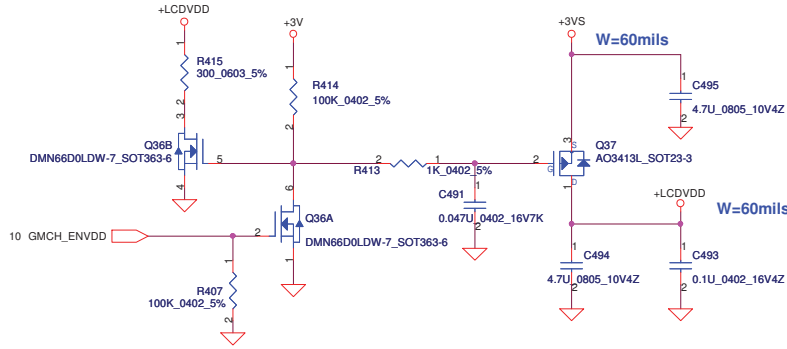 +LCDVDD
+3V
+3VS
W=60mils
1
R415
300_0603_5%
2
1
R414
100K_0402_5%
2
1
C495
4.7U_0805_10V4Z
2
3
Q36B
DMN66D0LDW-7_SOT363-6
5
4
2
R413
1
1K_0402_5%
2
3
S
G
D
Q37
AO3413L_SOT23-3
1
6
Q36A
2
DMN66D0LDW-7_SOT363-6
1
1
C491
0.047U_0402_16V7K
2
+LCDVDD
W=60mils
10 GMCH_ENVDD
1
R407
100K_0402_5%
2
1
C494
4.7U_0805_10V4Z
2
1
C493
0.1U_0402_16V4Z
2